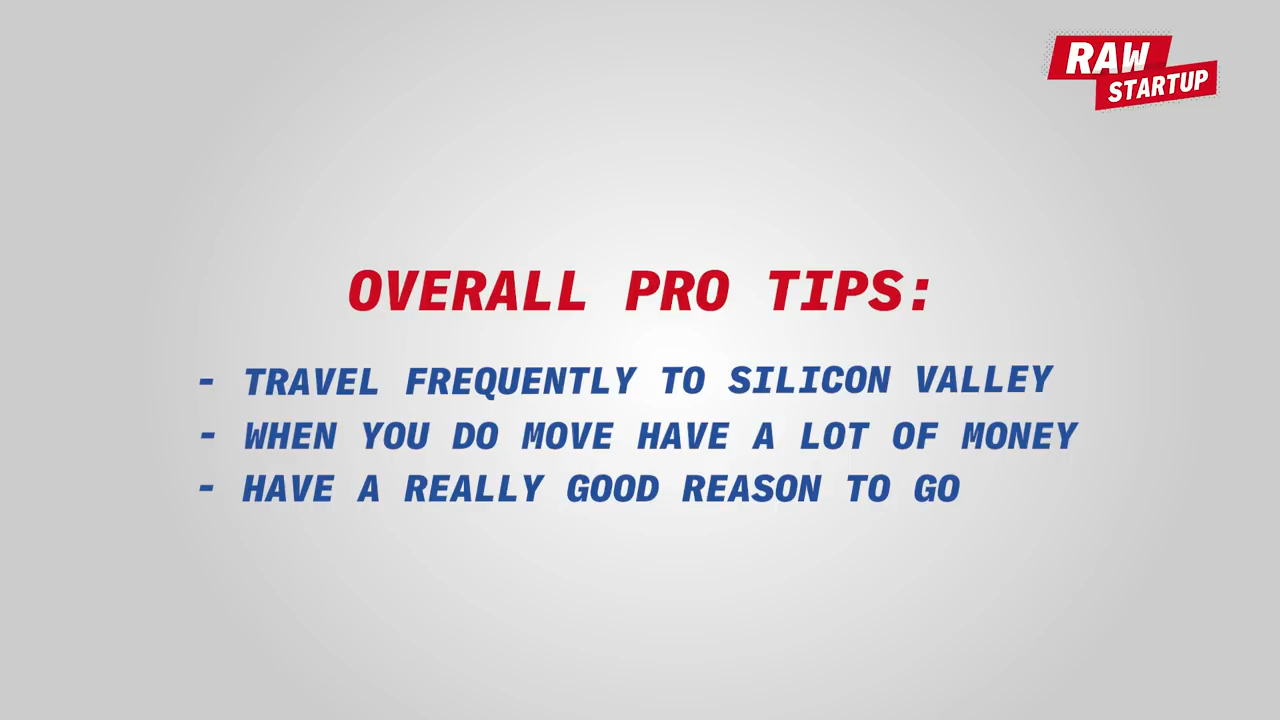 RAW
STARTUP
OVERALL PRO TIPS:
- TRAVEL FREQUENTLY TO SILICON VALLEY
- WHEN YOU DO MOVE HAVE A LOT OF MONEY
- HAVE A REALLY GOOD REASON TO GO